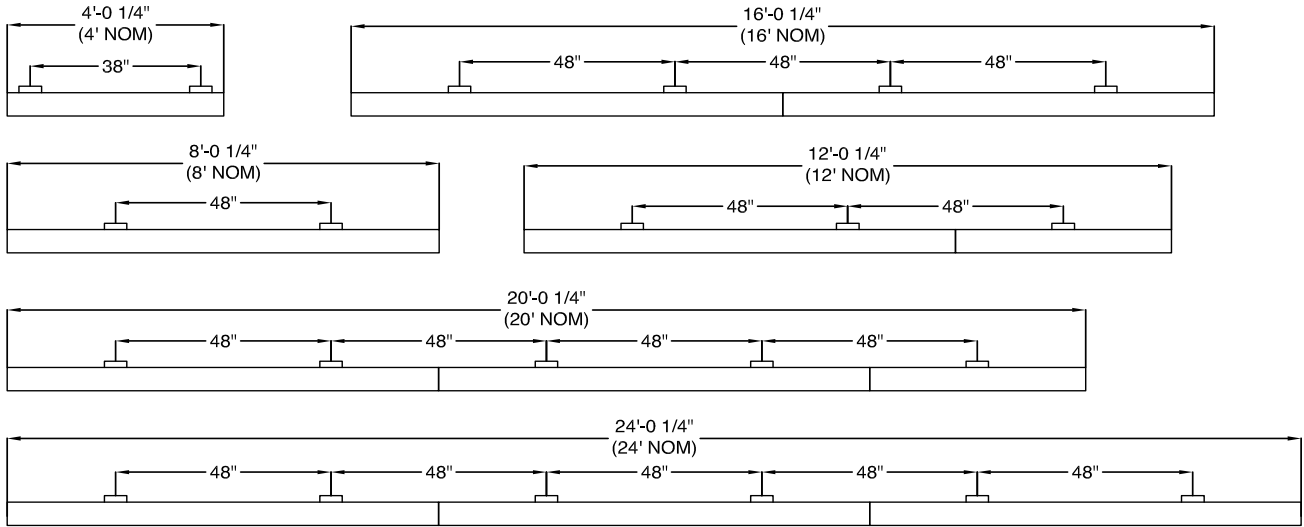 4'-0 1/4"
(4' NOM)
38"
16'-0 1/4"
(16' NOM)
48" 48" 48"
8'-0 1/4"
(8' NOM)
48"
12'-0 1/4"
(12' NOM)
48" 48"
20'-0 1/4"
(20' NOM)
48" 48" 48" 48"
24'-0 1/4"
(24' NOM)
48" 48" 48" 48" 48"